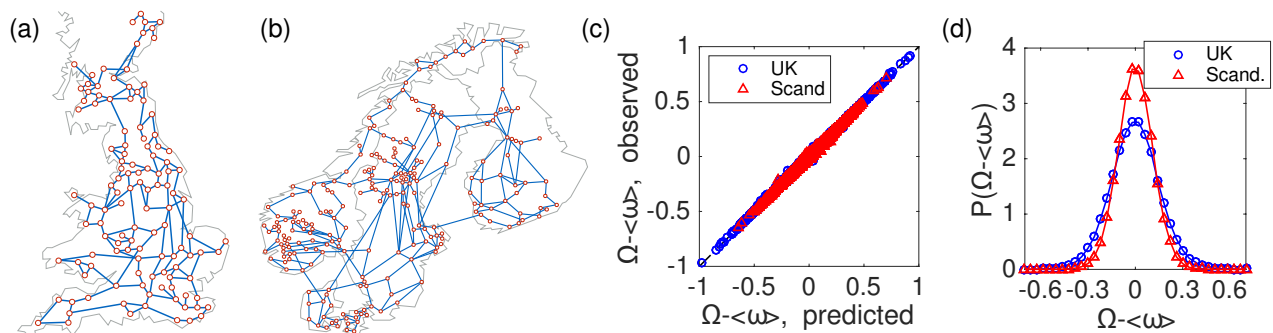 (a)
(b)
(c)
Ω-<ω>, observed
1
0.5
0
-0.5
-1
UK
Scand
-1 -0.5 0 0.5 1
Ω-<ω>, predicted
(d)
P(Ω-<ω>)
4
3
2
1
0
UK
Scand.
-0.6 -0.3 0 0.3 0.6
Ω-<ω>